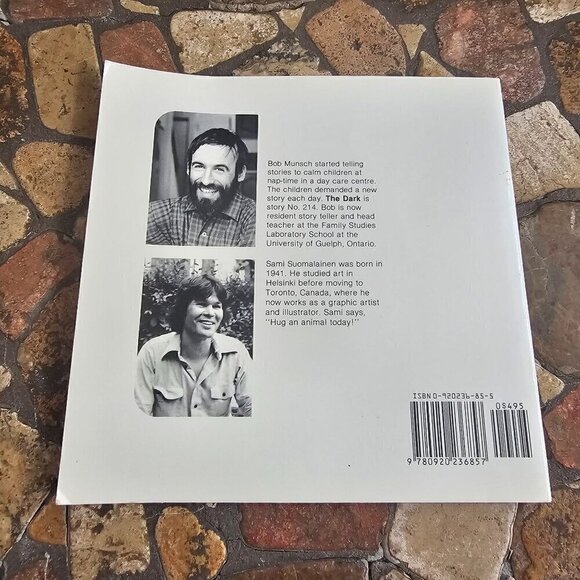 Bob Munsch started telling
stories to calm children at
nap-time in a day care centre.
The children demanded a new
story each day. The Dark is
story No. 214. Bob is now
resident story teller and head
teacher at the Family Studies
Laboratory School at the
University of Guelph, Ontario.
Sami Suomalainen was born in
1941. He studied art in
Helsinki before moving to
Toronto, Canada, where he
now works as a graphic artist
and illustrator. Sami says,
"Hug an animal today!"
ISBN 0-920236-85-5
0S495
9 780920 236857